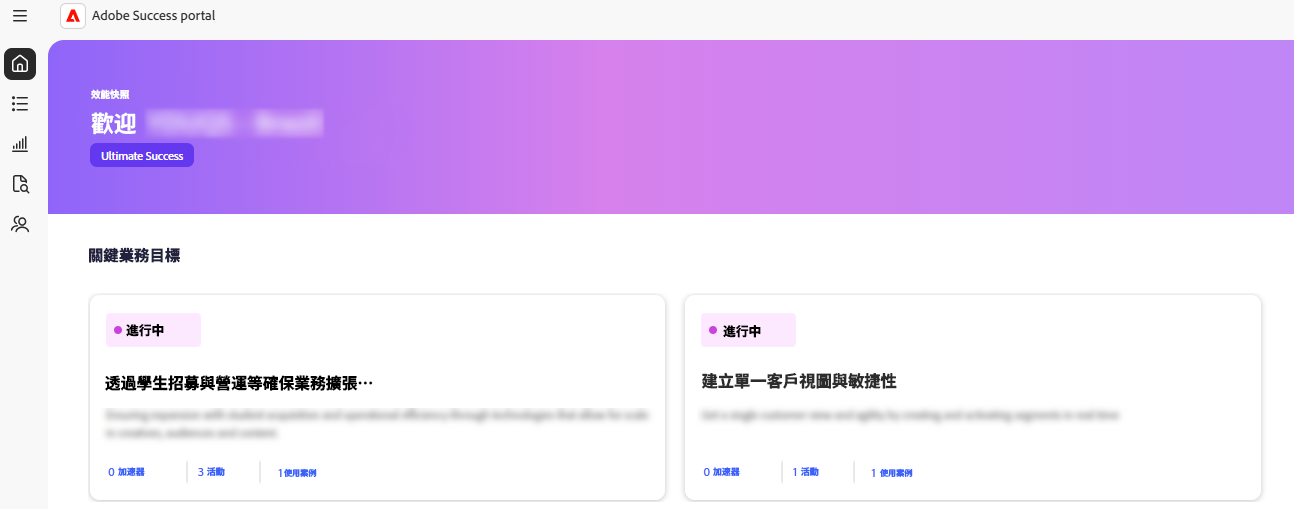 Adobe Success portal
效能快照
歡迎
Ultimate Success
關鍵業務目標
進行中
透過學生招募與營運等確保業務擴張⋯
0 加速器
3 活動
1使用案例
進行中
建立單一客戶視圖與敏捷性
0 加速器
1 活動
1 使用案例